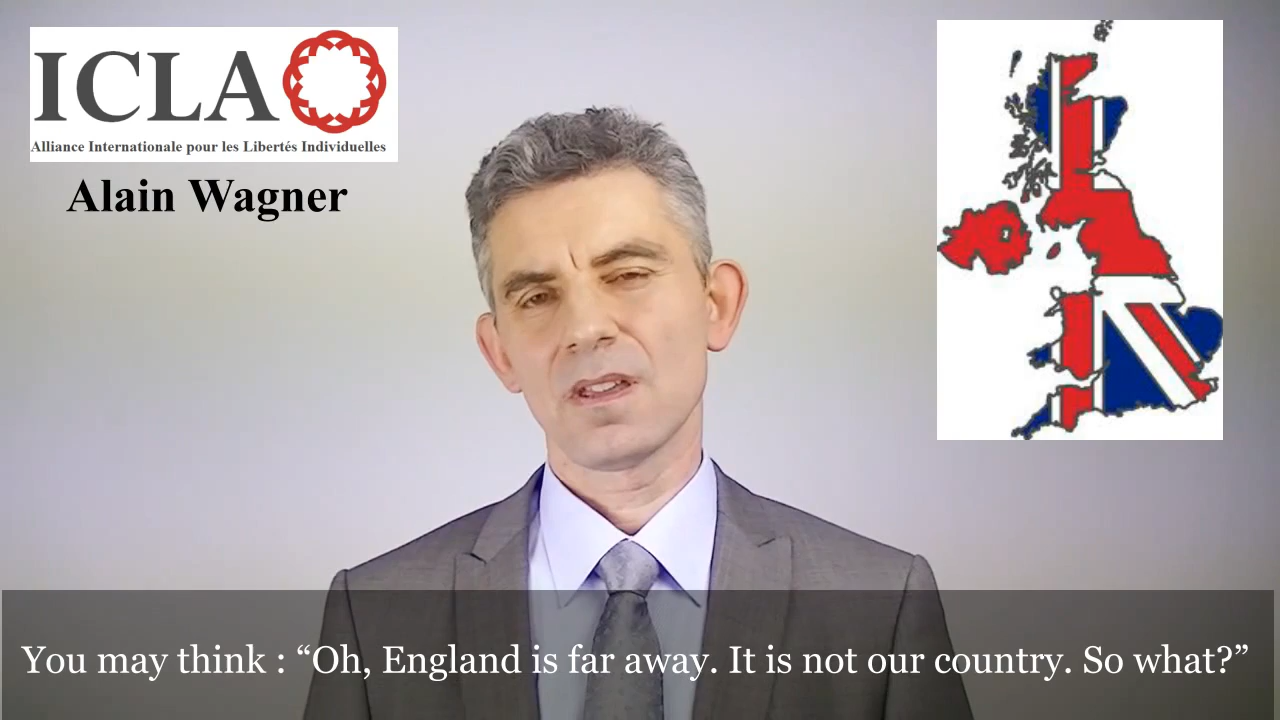 ICLA
Alliance Internationale pour les Libertés Individuelles
Alain Wagner
You may think : “Oh, England is far away. It is not our country. So what?”